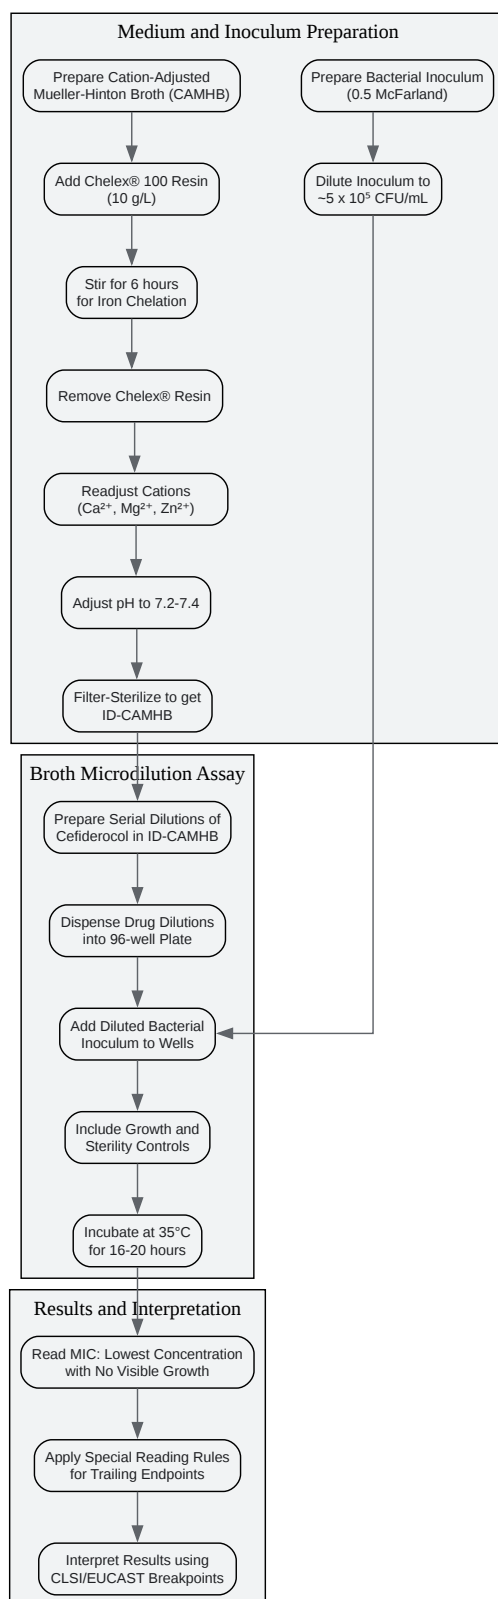 Medium and Inoculum Preparation
Prepare Cation-Adjusted
Mueller-Hinton Broth (CAMHB)
Prepare Bacterial Inoculum
(0.5 McFarland)
Add Chelex® 100 Resin
(10 g/L)
Dilute Inoculum to
~5 x 10⁵ CFU/mL
Stir for 6 hours
for Iron Chelation
Remove Chelex® Resin
Readjust Cations
(Ca²⁺, Mg²⁺, Zn²⁺)
Adjust pH to 7.2-7.4
Filter-Sterilize to get
ID-CAMHB
Broth Microdilution Assay
Prepare Serial Dilutions of
Cefiderocol in ID-CAMHB
Dispense Drug Dilutions
into 96-well Plate
Add Diluted Bacterial
Inoculum to Wells
Include Growth and
Sterility Controls
Incubate at 35°C
for 16-20 hours
Results and Interpretation
Read MIC: Lowest Concentration
with No Visible Growth
Apply Special Reading Rules
for Trailing Endpoints
Interpret Results using
CLSI/EUCAST Breakpoints